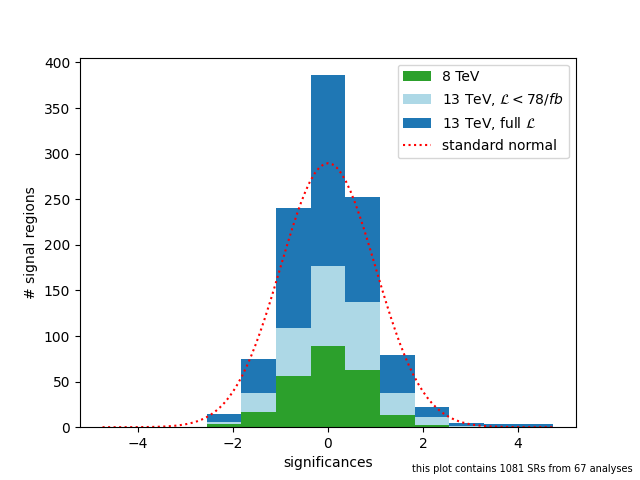 400
350
300
250
200
150
100
50
0
# signal regions
8 TeV
13 TeV, ℒ < 78/fb
13 TeV, full ℒ
standard normal
−4 −2 0 2 4
significances
this plot contains 1081 SRs from 67 analyses